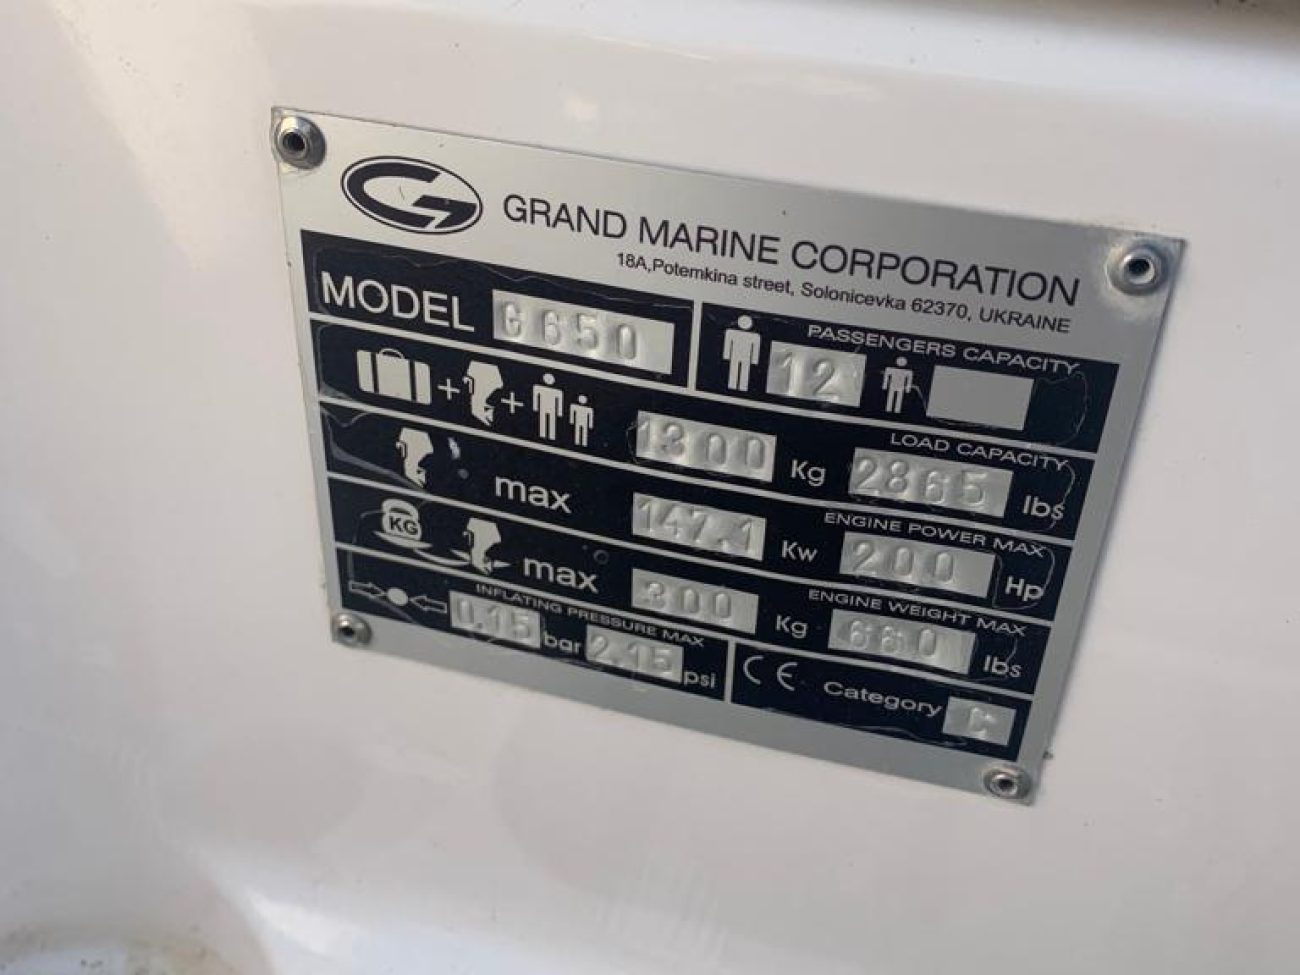 GRAND MARINE CORPORATION
18A,Potemkina street, Solonicevka 62370, UKRAINE
MODEL G650
PASSENGERS CAPACITY
12
LOAD CAPACITY
1300 Kg 2865 lbs
ENGINE POWER MAX
max 147.1 Kw 200 Hp
ENGINE WEIGHT MAX
KG max 300 Kg 660 lbs
INFLATING PRESSURE MAX
0.15 bar 2.15 psi
CE Category C